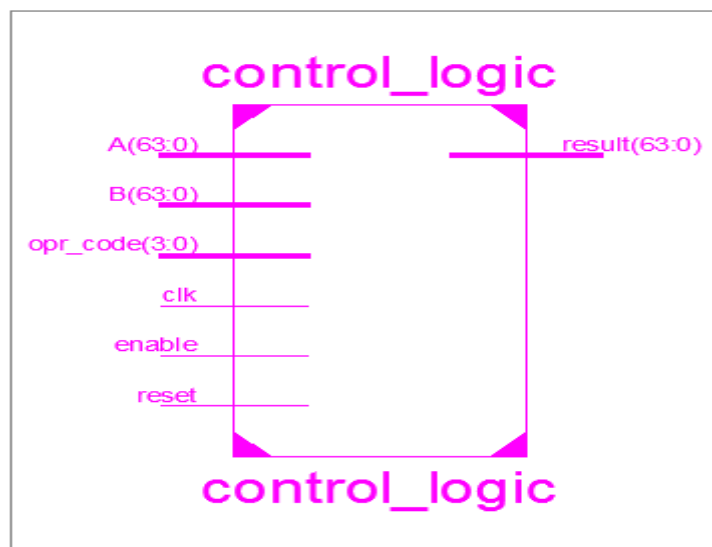 control_logic
A(63:0)
result(63:0)
B(63:0)
opr_code(3:0)
clk
enable
reset
control_logic